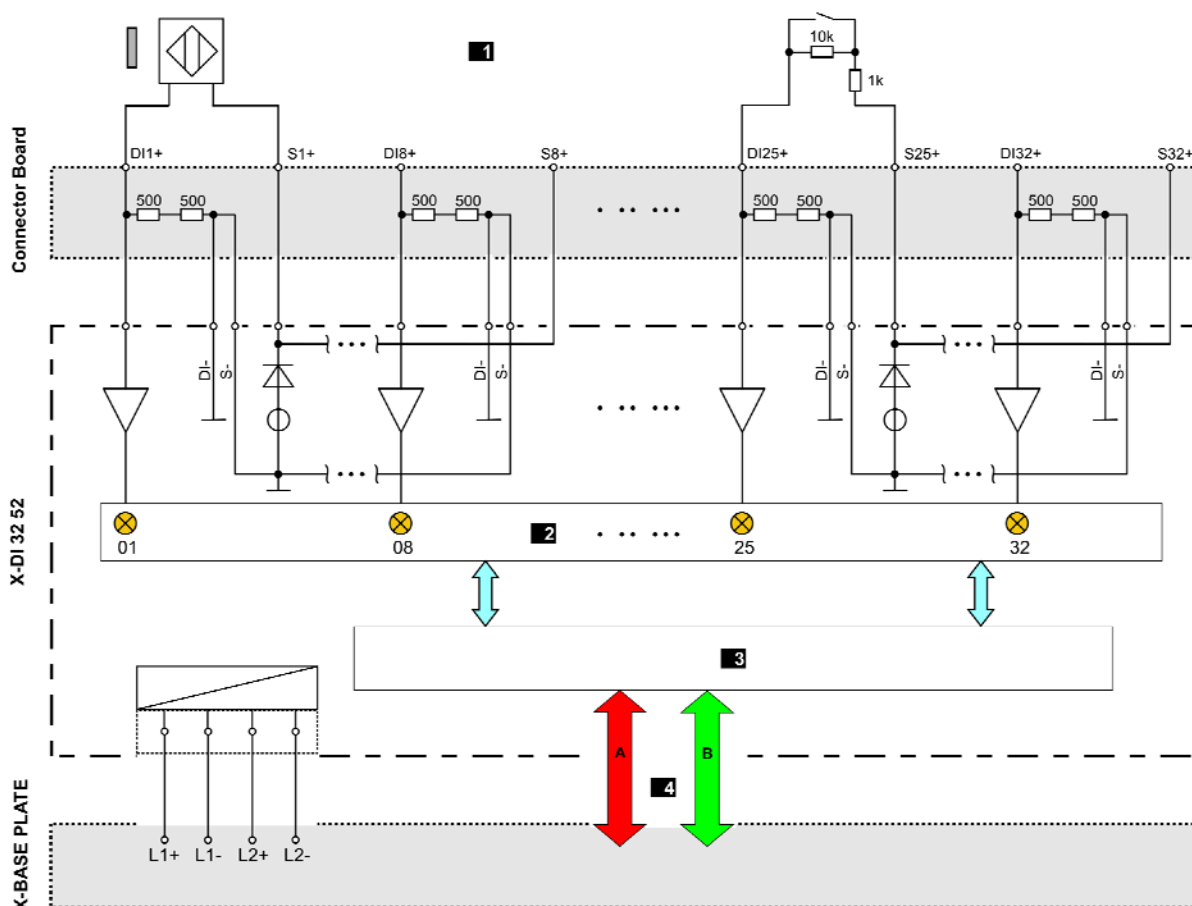 1
10k
1k
DI1+ S1+ DI8+ S8+ DI25+ S25+ DI32+ S32+
Connector Board
500 500 500 500 500 500 500 500
• • • • • •
DI- S- DI- S- DI- S- DI- S-
X-DI 32 52
2
01 08 25 32
3
A B
4
X-BASE PLATE
L1+ L1- L2+ L2-